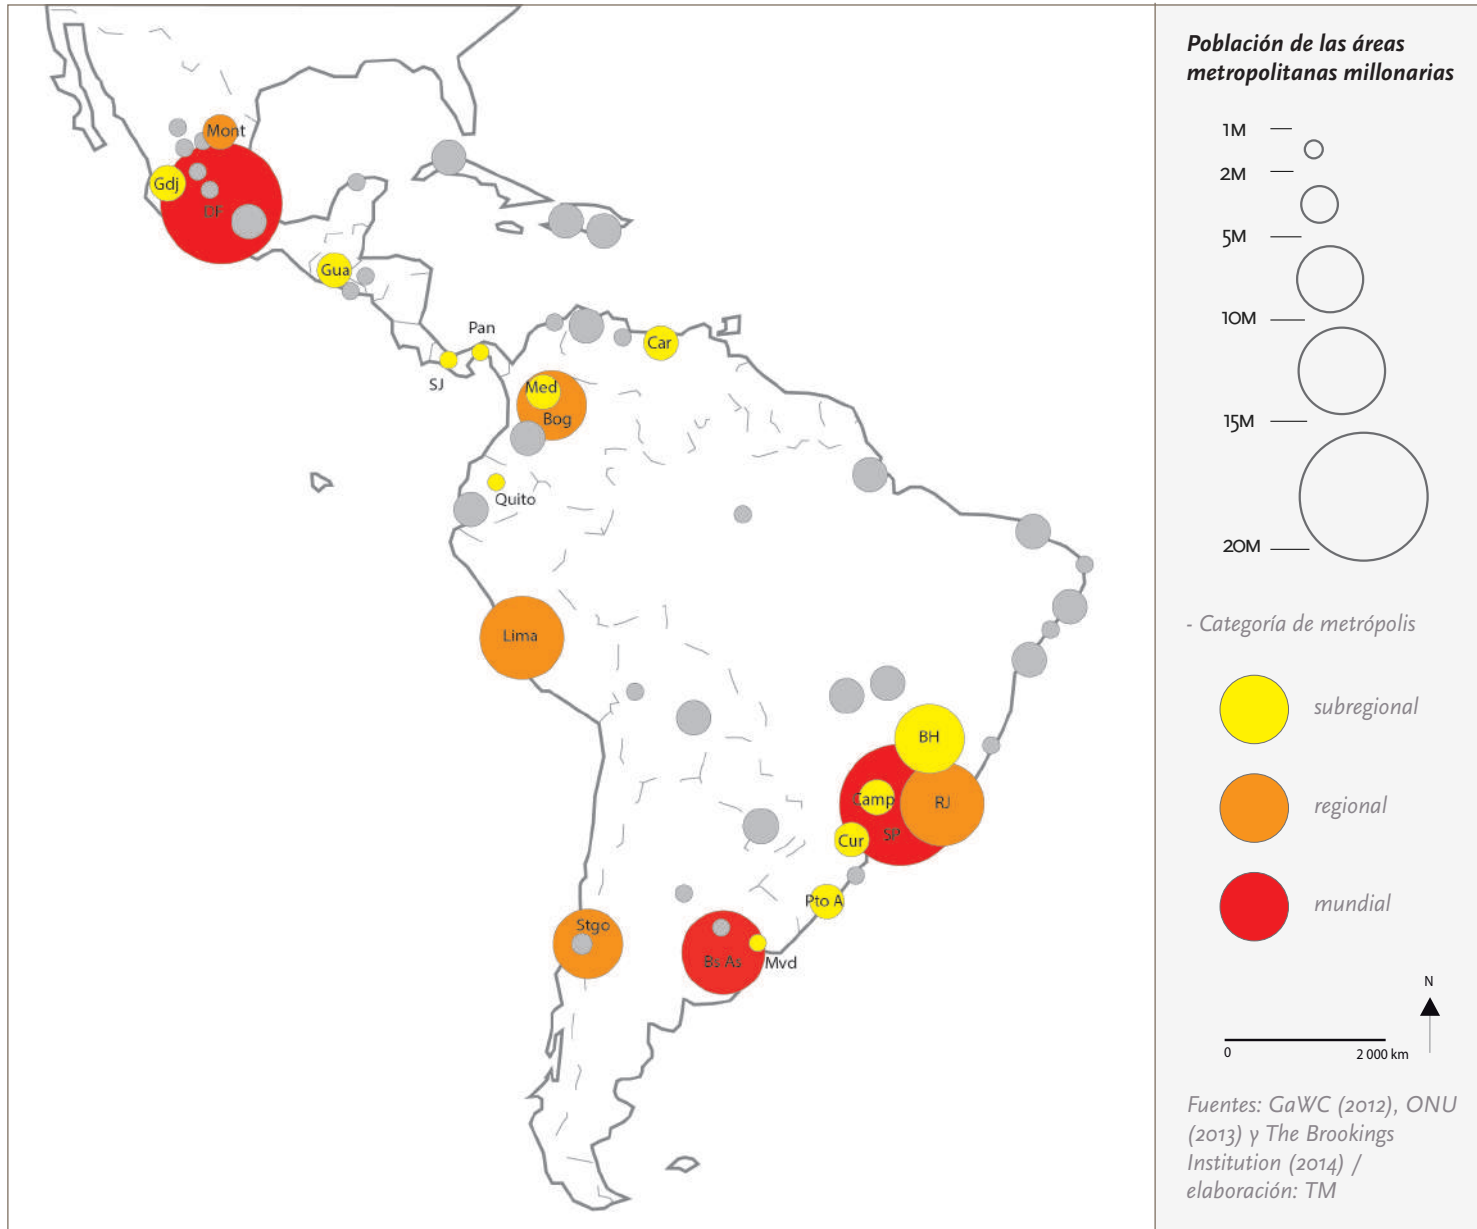 Mont
Gdj
DF
Gua
Pan
SJ
Car
Med
Bog
Quito
Lima
BH
Camp
RJ
SP
Cur
Pto A
Stgo
Bs As
Mvd
Población de las áreas
metropolitanas millonarias
1M
2M
5M
10M
15M
20M
- Categoría de metrópolis
subregional
regional
mundial
N
0
2 000 km
Fuentes: GaWC (2012), ONU
(2013) y The Brookings
Institution (2014) /
elaboración: TM